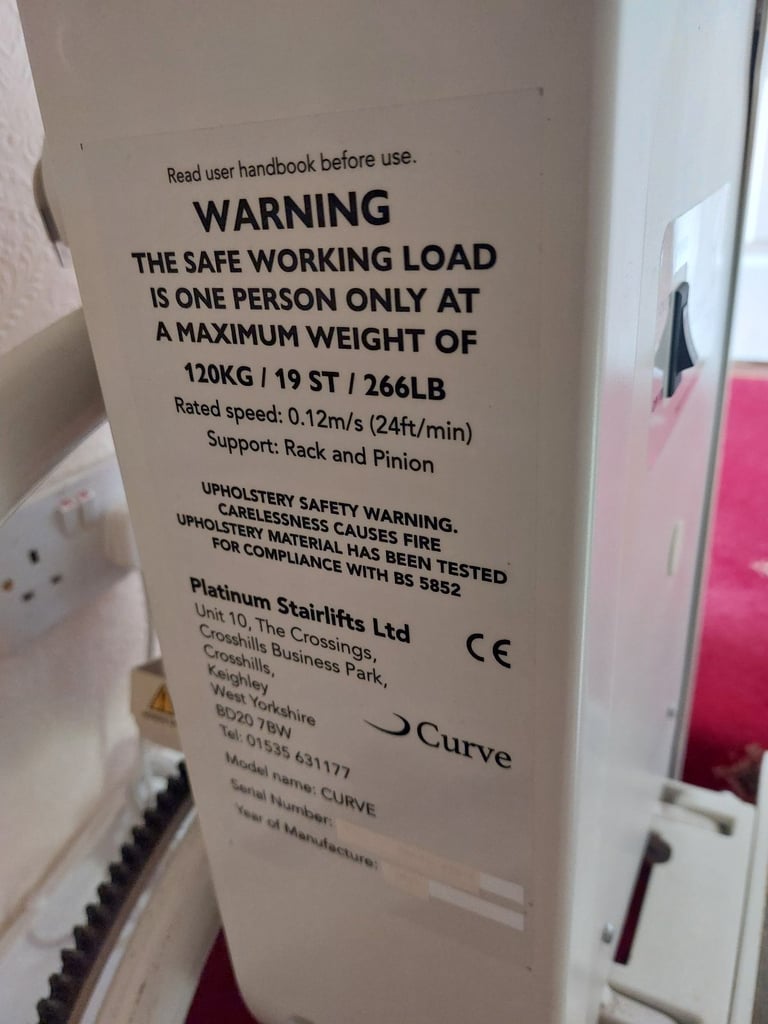 Read user handbook before use.
WARNING
THE SAFE WORKING LOAD
IS ONE PERSON ONLY AT
A MAXIMUM WEIGHT OF
120KG / 19 ST / 266LB
Rated speed: 0.12m/s (24ft/min)
Support: Rack and Pinion
UPHOLSTERY SAFETY WARNING.
CARELESSNESS CAUSES FIRE
UPHOLSTERY MATERIAL HAS BEEN TESTED
FOR COMPLIANCE WITH BS 5852
Platinum Stairlifts Ltd
Unit 10, The Crossings,
Crosshills Business Park,
Crosshills,
Keighley
West Yorkshire
BD20 7BW
Tel: 01535 631177
CE
Curve
Model name: CURVE
Serial Number:
Year of Manufacture: